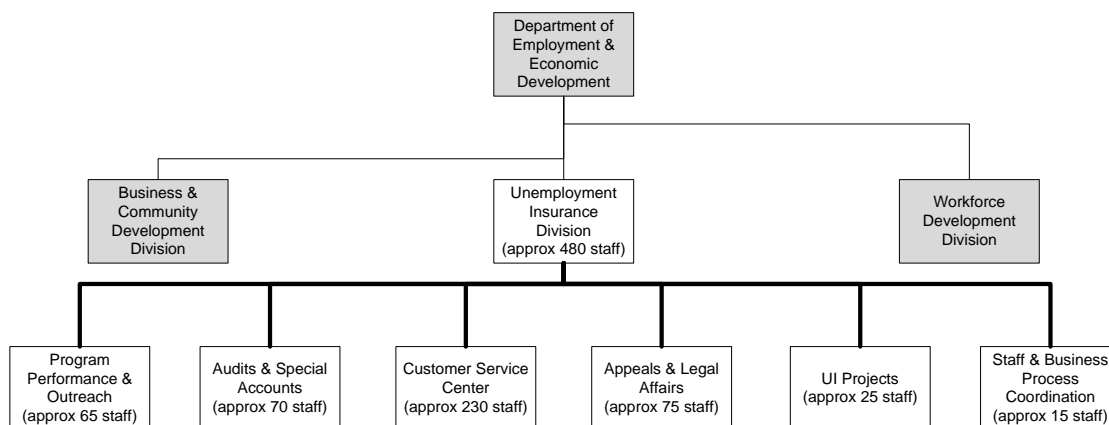 Department of
Employment &
Economic
Development
Business &
Community
Development
Division
Unemployment
Insurance
Division
(approx 480 staff)
Workforce
Development
Division
Program
Performance &
Outreach
(approx 65 staff)
Audits & Special
Accounts
(approx 70 staff)
Customer Service
Center
(approx 230 staff)
Appeals & Legal
Affairs
(approx 75 staff)
UI Projects
(approx 25 staff)
Staff & Business
Process
Coordination
(approx 15 staff)